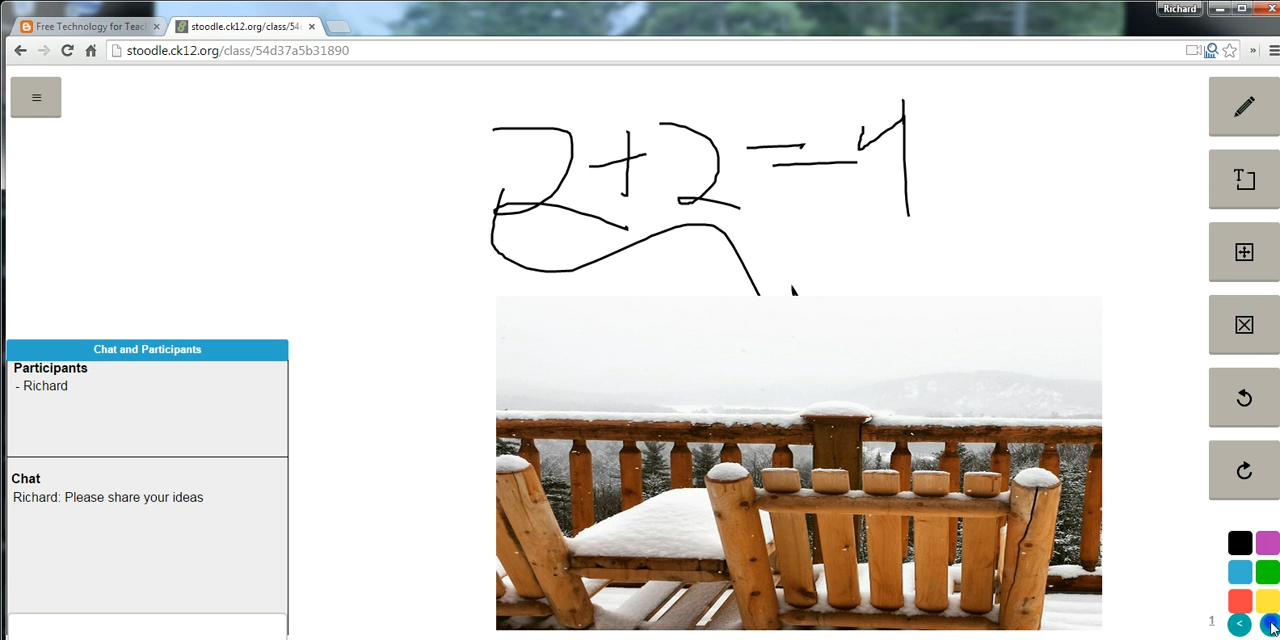 Richard
Free Technology for Teac
stoodle.ck12.org/class/54
stoodle.ck12.org/class/54d37a5b31890
2+2=4
Chat and Participants
Participants
- Richard
Chat
Richard: Please share your ideas
T
1
<